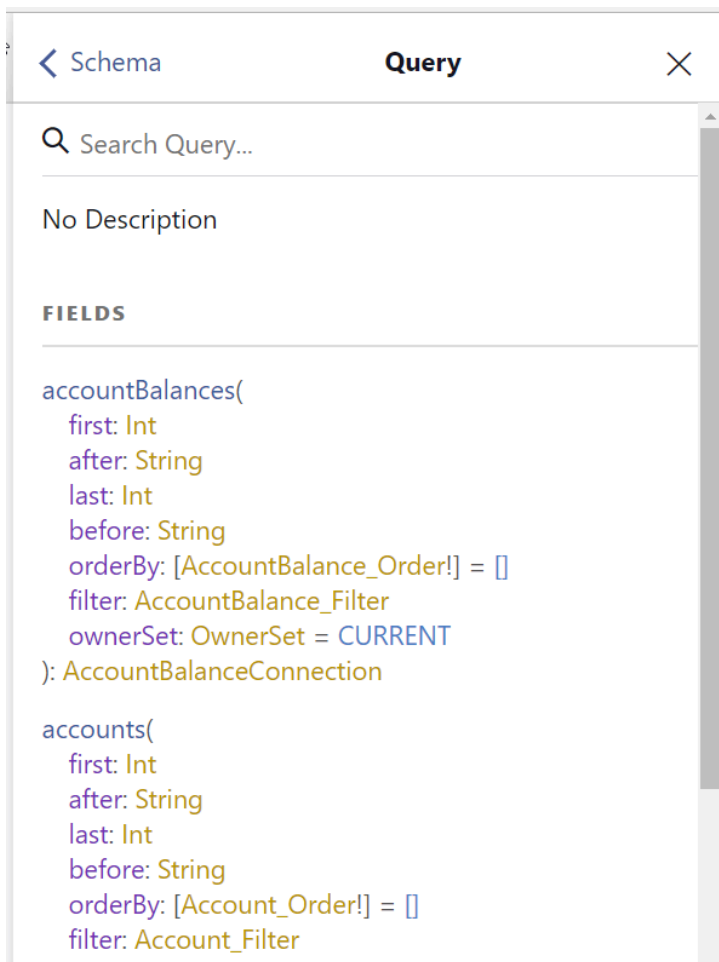 Schema Query
Search Query...
No Description
FIELDS
accountBalances(
first: Int
after: String
last: Int
before: String
orderBy: [AccountBalance_Order!] = []
filter: AccountBalance_Filter
ownerSet: OwnerSet = CURRENT
): AccountBalanceConnection
accounts(
first: Int
after: String
last: Int
before: String
orderBy: [Account_Order!] = []
filter: Account_Filter